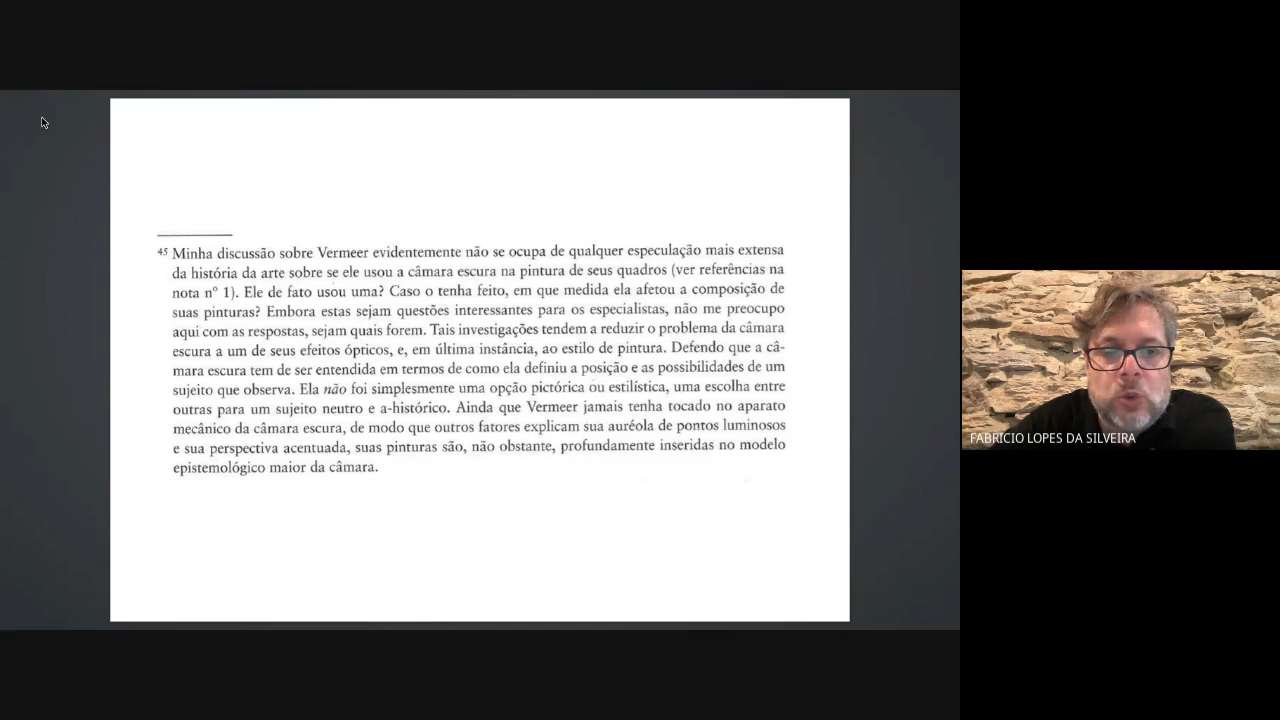 45 Minha discussão sobre Vermeer evidentemente não se ocupa de qualquer especulação mais extensa
da história da arte sobre se ele usou a câmara escura na pintura de seus quadros (ver referências na
nota nº 1). Ele de fato usou uma? Caso o tenha feito, em que medida ela afetou a composição de
suas pinturas? Embora estas sejam questões interessantes para os especialistas, não me preocupo
aqui com as respostas, sejam quais forem. Tais investigações tendem a reduzir o problema da câmara
escura a um de seus efeitos ópticos, e, em última instância, ao estilo de pintura. Defendo que a câ-
mara escura tem de ser entendida em termos de como ela definiu a posição e as possibilidades de um
sujeito que observa. Ela não foi simplesmente uma opção pictórica ou estilística, uma escolha entre
outras para um sujeito neutro e a-histórico. Ainda que Vermeer jamais tenha tocado no aparato
mecânico da câmara escura, de modo que outros fatores explicam sua auréola de pontos luminosos
e sua perspectiva acentuada, suas pinturas são, não obstante, profundamente inseridas no modelo
epistemológico maior da câmara.
FABRICIO LOPES DA SILVEIRA